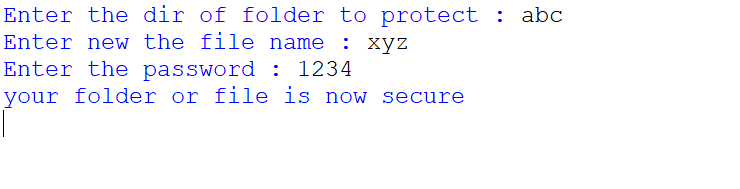 Enter the dir of folder to protect : abc
Enter new the file name : xyz
Enter the password : 1234
your folder or file is now secure